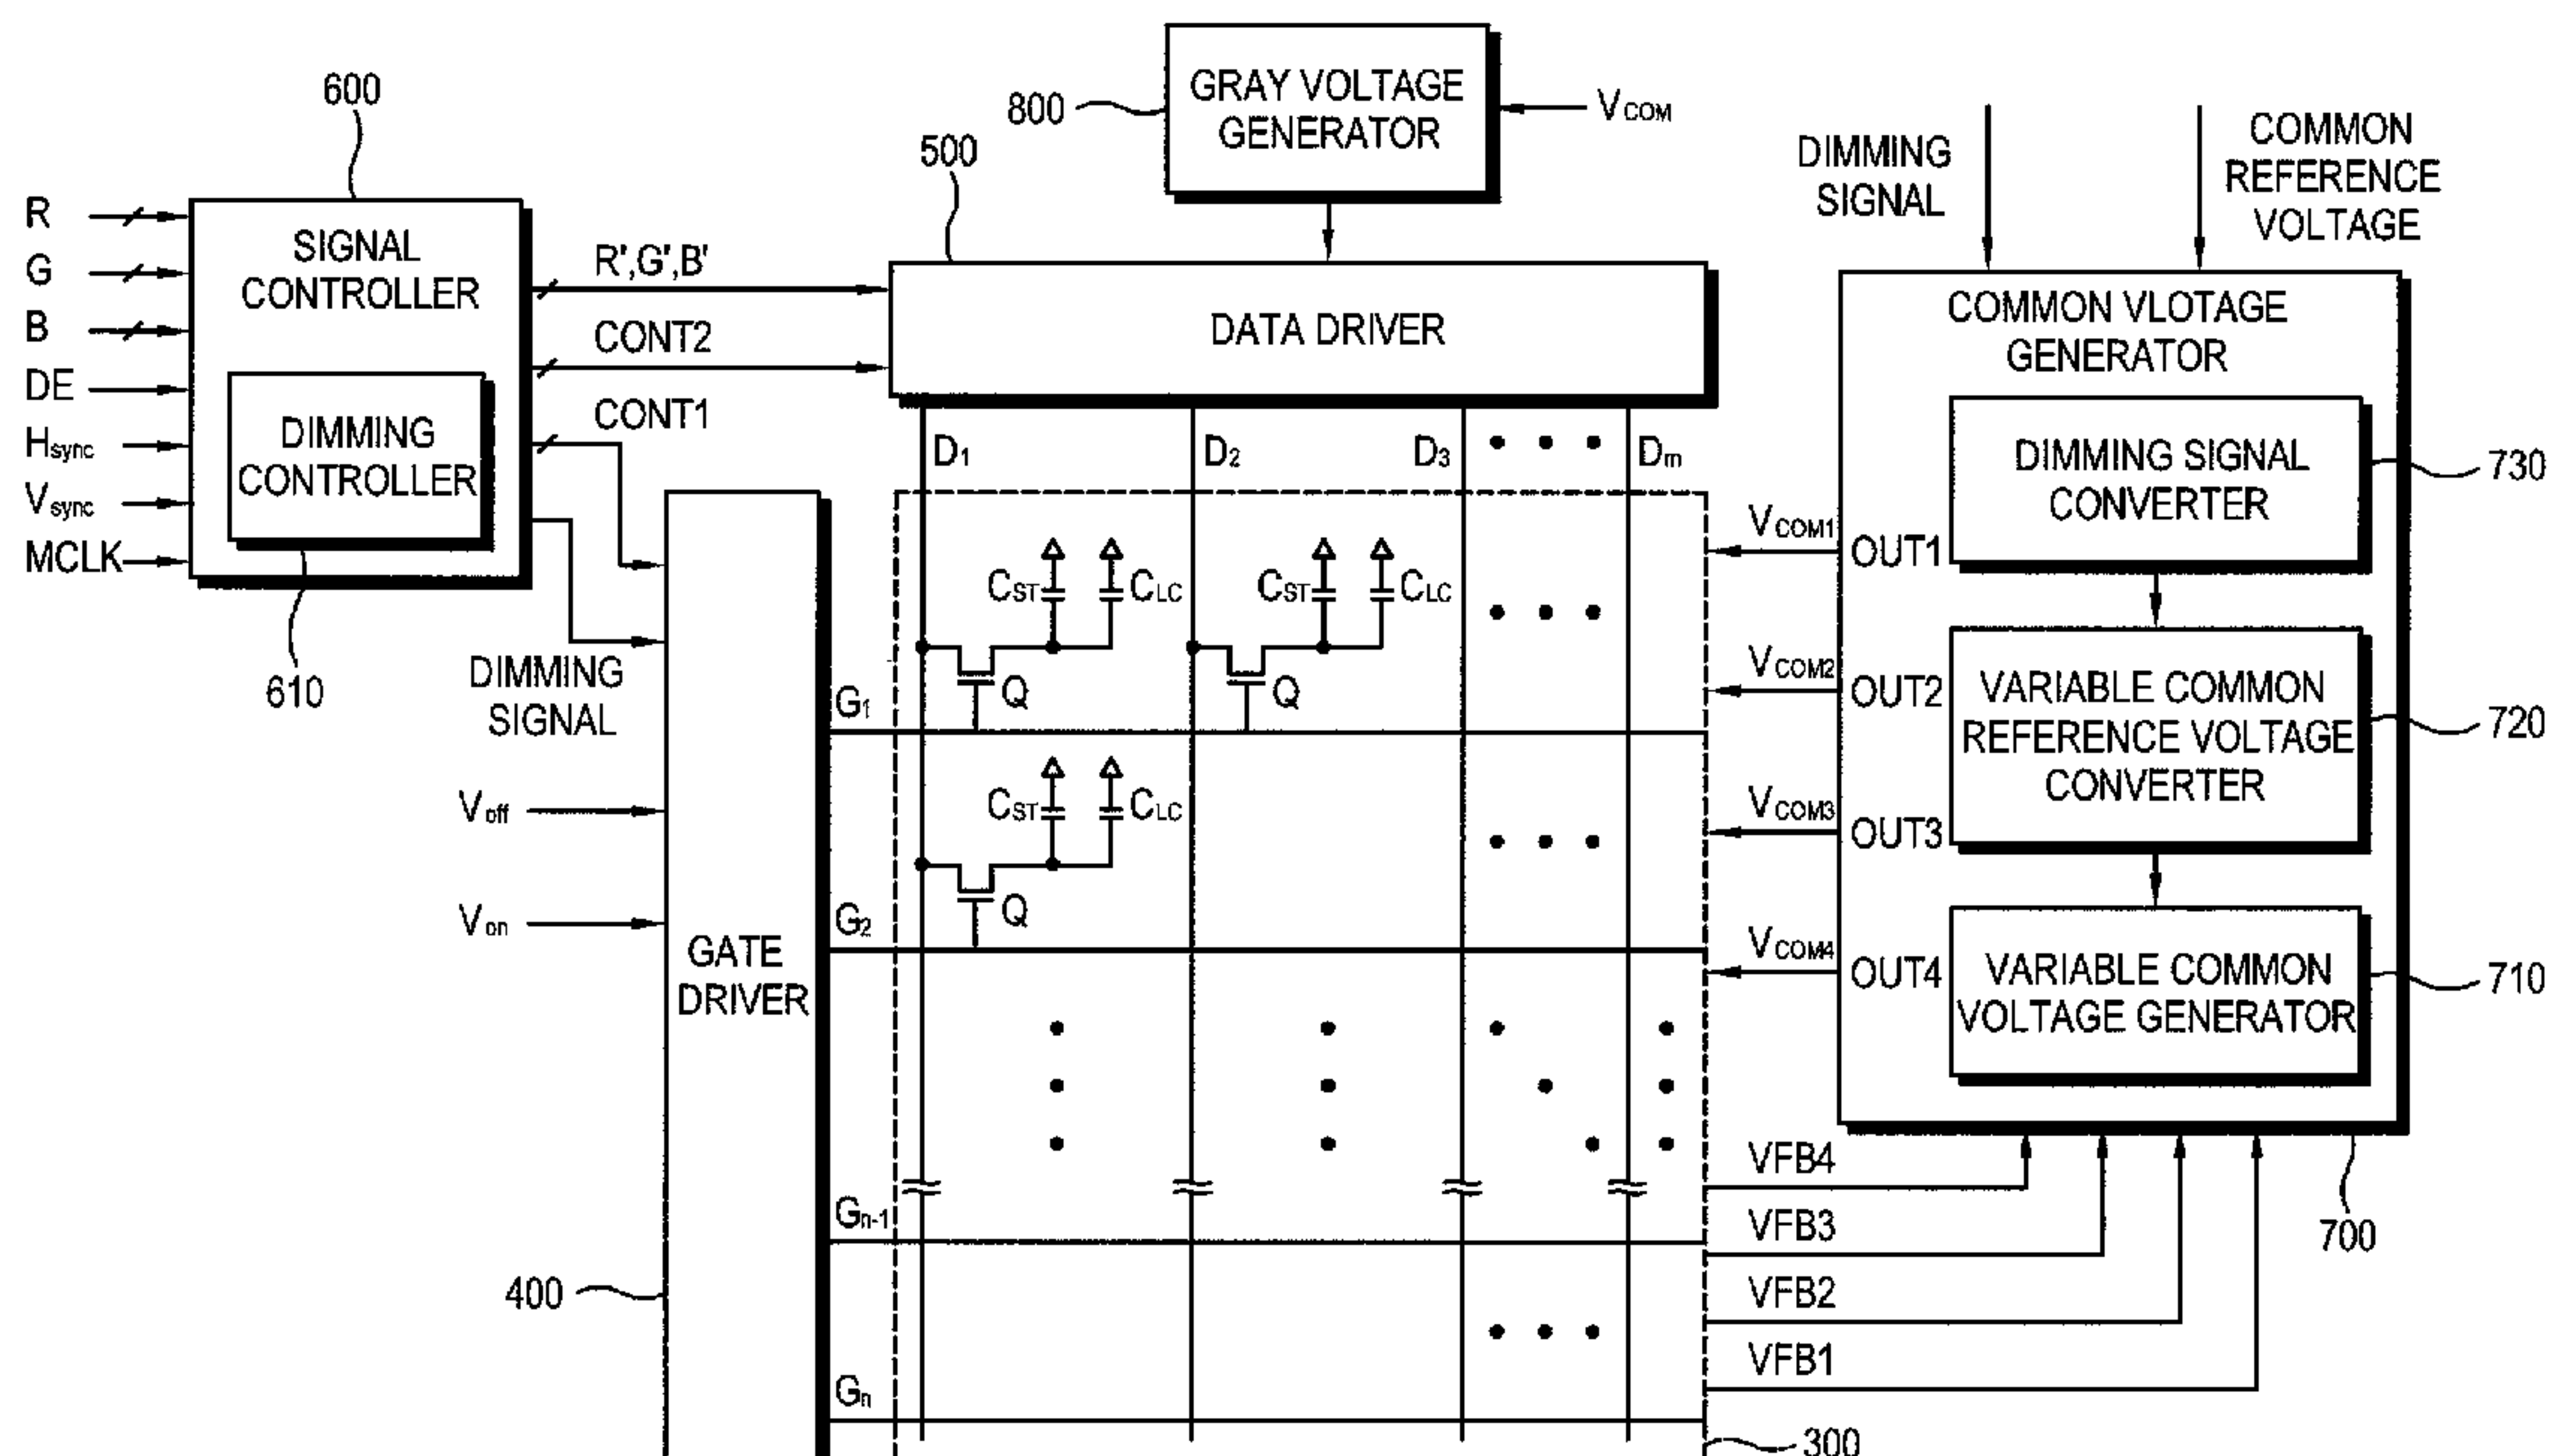 600
R
G
B
DE
Hsync
Vsync
MCLK
SIGNAL
CONTROLLER
DIMMING
CONTROLLER
610
R',G',B'
CONT2
CONT1
DIMMING
SIGNAL
Voff
Von
GATE
DRIVER
400
800
GRAY VOLTAGE
GENERATOR
VCOM
500
DATA DRIVER
D1
D2
D3
Dm
CST
CLC
CST
CLC
Q
Q
G1
CST
CLC
Q
G2
Gn-1
Gn
DIMMING
SIGNAL
COMMON
REFERENCE
VOLTAGE
COMMON VLOTAGE
GENERATOR
DIMMING SIGNAL
CONVERTER
730
VCOM1
OUT1
VCOM2
OUT2
VARIABLE COMMON
REFERENCE VOLTAGE
CONVERTER
720
VCOM3
OUT3
VCOM4
OUT4
VARIABLE COMMON
VOLTAGE GENERATOR
710
VFB4
VFB3
VFB2
VFB1
700
300